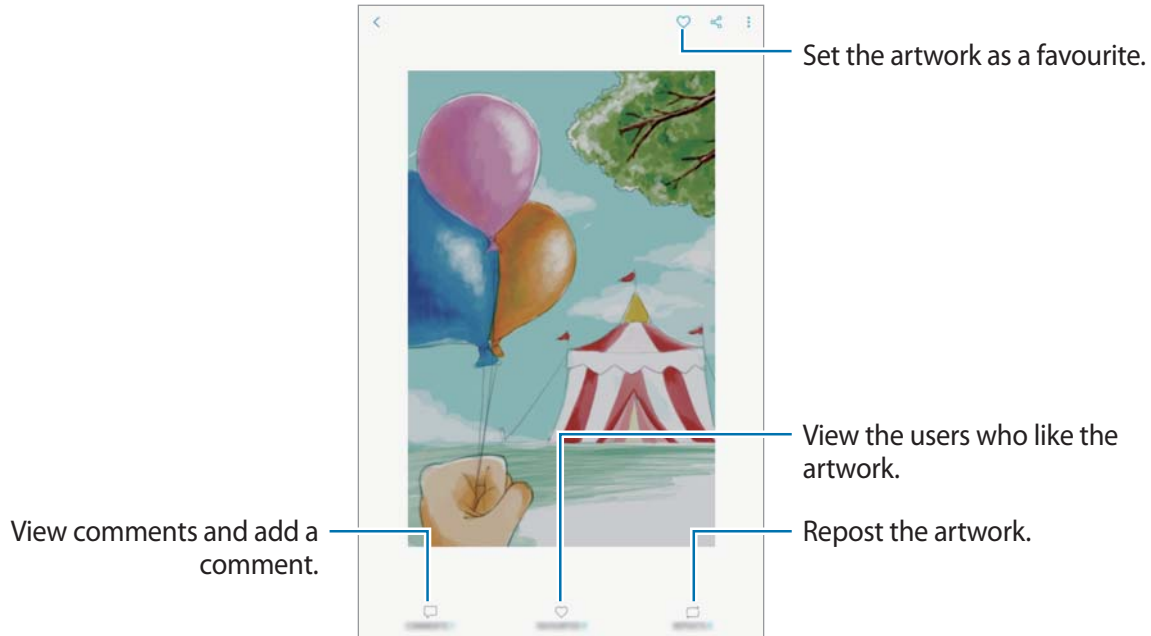 Set the artwork as a favourite.
View the users who like the
artwork.
View comments and add a
comment.
Repost the artwork.